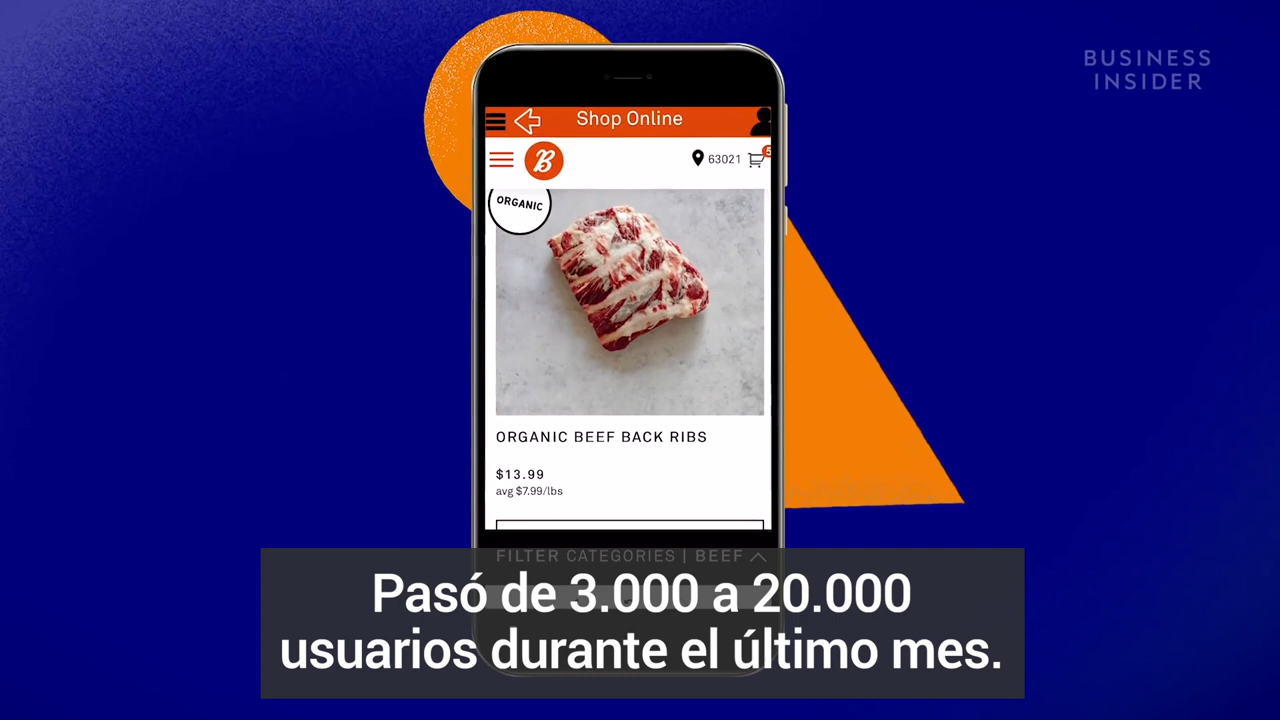 BUSINESS
INSIDER
Shop Online
B
63021
5
ORGANIC
ORGANIC BEEF BACK RIBS
$13.99
avg $7.99/lbs
FILTER CATEGORIES | BEEF
Pasó de 3.000 a 20.000
usuarios durante el último mes.